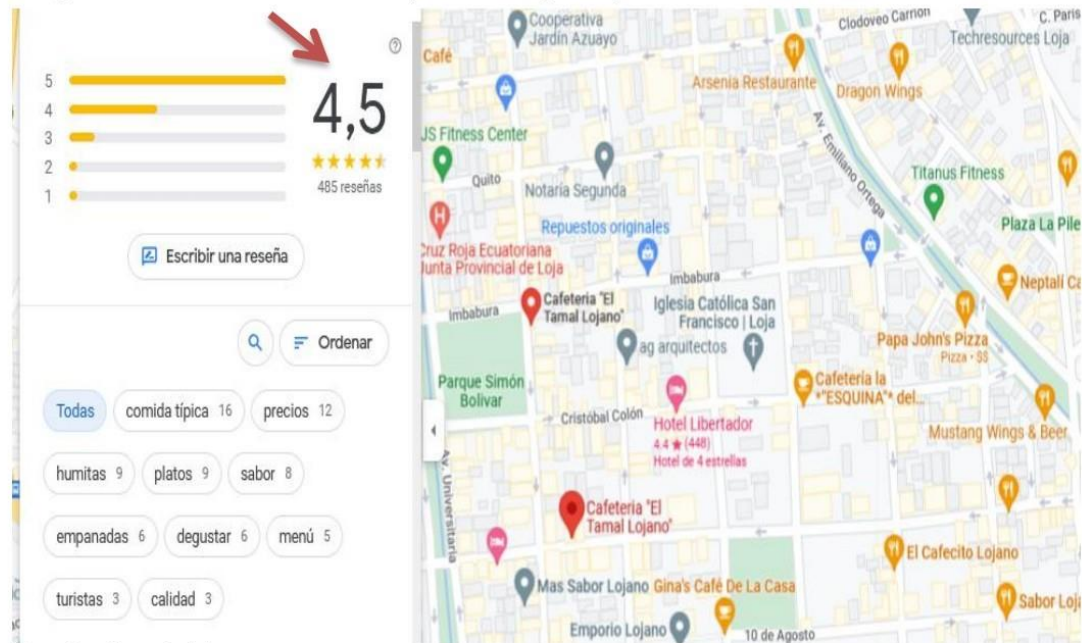 5
4
3
2
1
4,5
485 reseñas
Escribir una reseña
Ordenar
Todas
comida típica 16
precios 12
humitas 9
platos 9
sabor 8
empanadas 6
degustar 6
menú 5
turistas 3
calidad 3
Cooperativa
Jardín Azuayo
Clodoveo Carrión
C. Paris
Techresources Loja
Café
Arsenia Restaurante
Dragon Wings
JS Fitness Center
Av. Emiliano Ortega
Quito
Notaría Segunda
Titanus Fitness
Plaza La Pile
Repuestos originales
Cruz Roja Ecuatoriana
Junta Provincial de Loja
Imbabura
Imbabura
Cafeteria "El
Tamal Lojano"
Iglesia Católica San
Francisco | Loja
Neptalí Ca
ag arquitectos
Papa John's Pizza
Pizza • $$
Parque Simón
Bolivar
Cristóbal Colón
Cafetería la
*"ESQUINA"* del...
Hotel Libertador
4.4 ★ (448)
Hotel de 4 estrellas
Mustang Wings & Beer
Av. Universitaria
Cafeteria "El
Tamal Lojano"
El Cafecito Lojano
Mas Sabor Lojano
Gina's Café De La Casa
Sabor Loja
Emporio Lojano
10 de Agosto